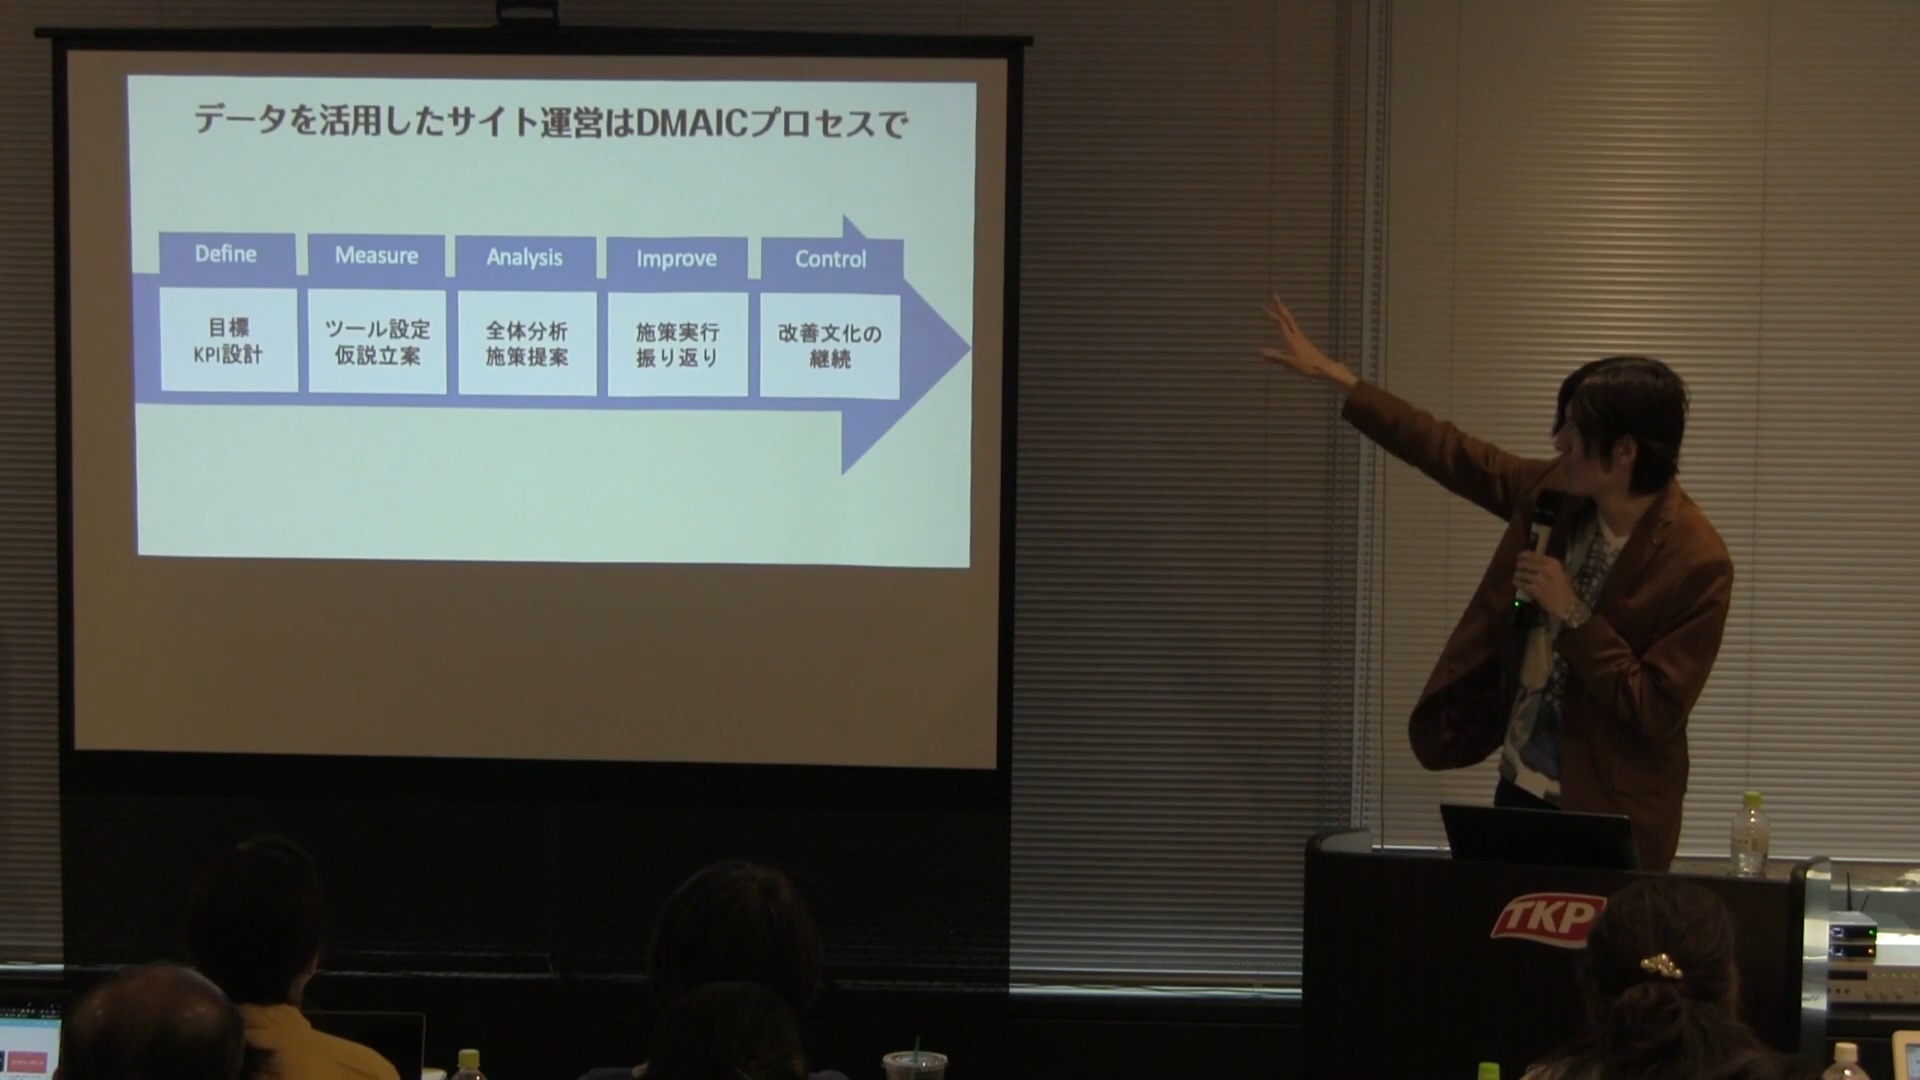 データを活用したサイト運営はDMAICプロセスで
Define
Measure
Analysis
Improve
Control
目標
KPI設計
ツール設定
仮説立案
全体分析
施策提案
施策実行
振り返り
改善文化の
継続
TKP